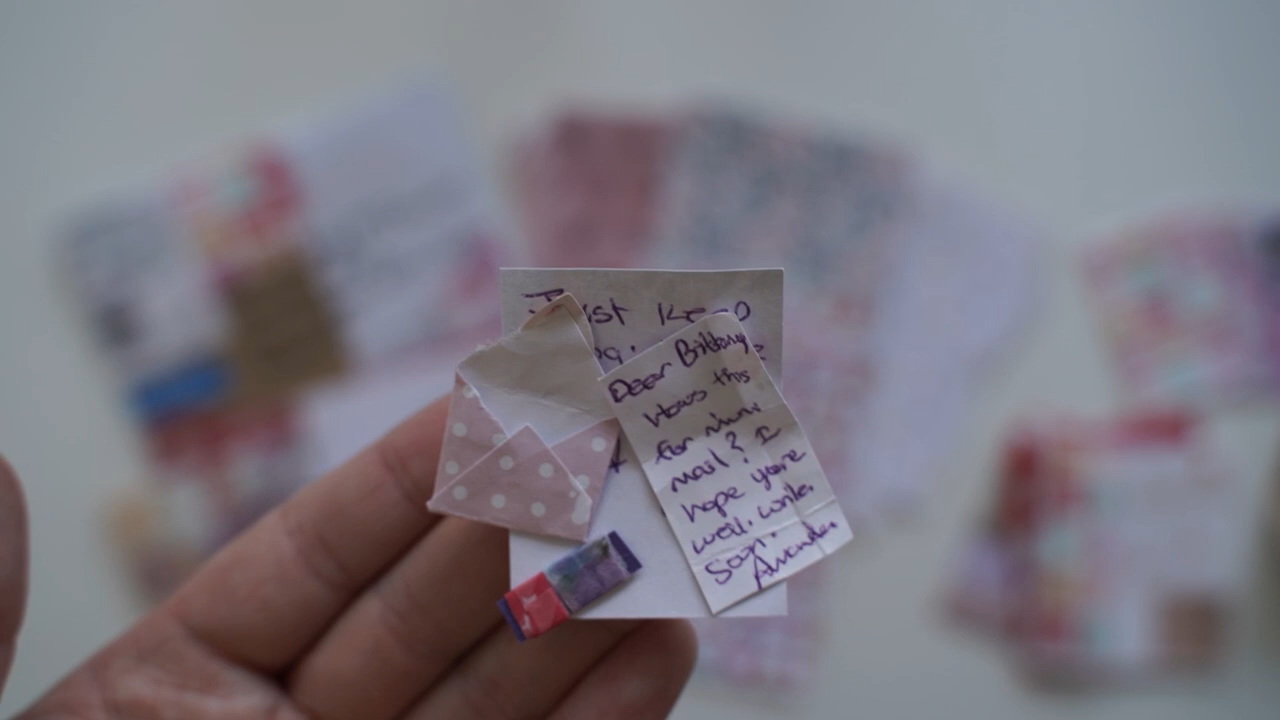 Just Keep
Dear Brittany
Hows this
for mini
mail? I
hope you're
well. Write
Soon.
Amanda